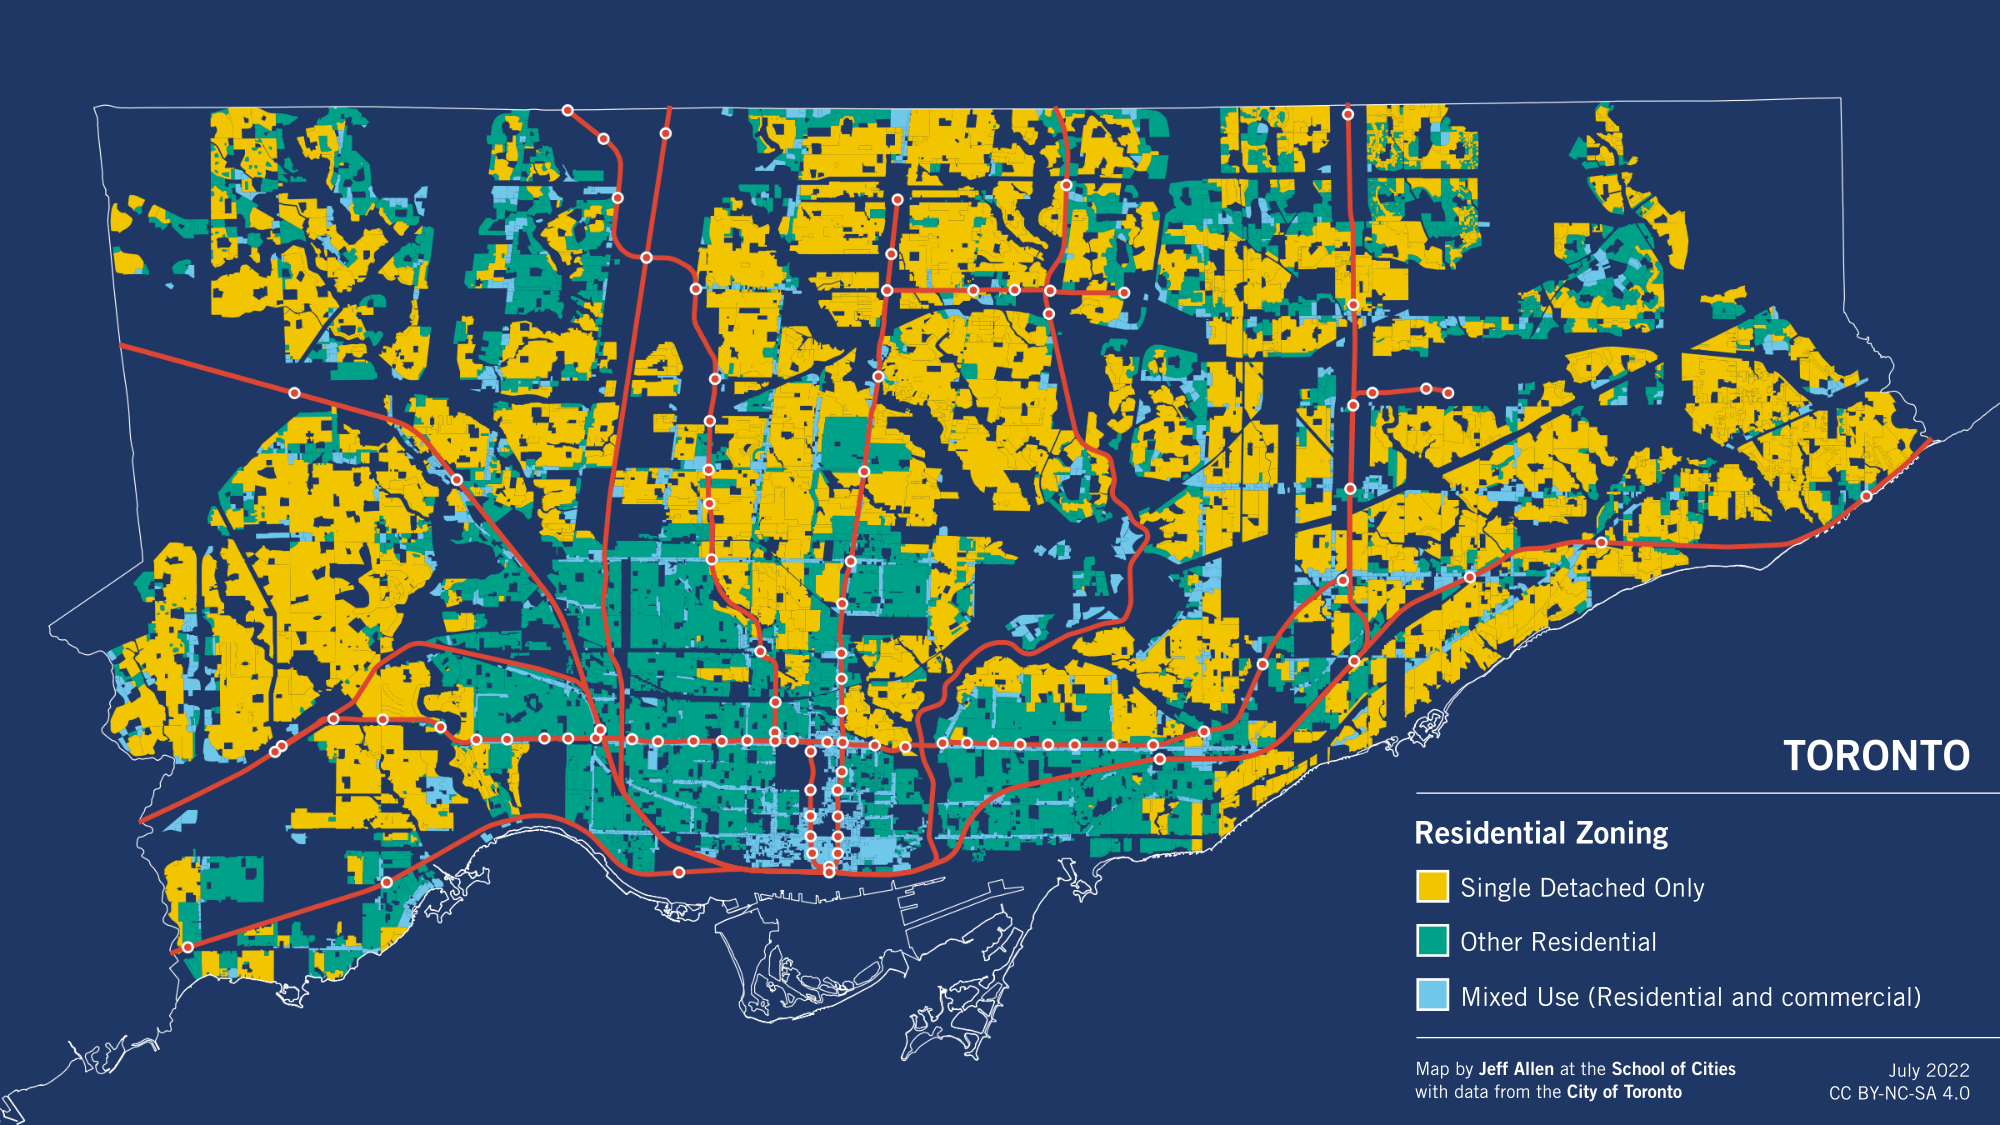 TORONTO
Residential Zoning
Single Detached Only
Other Residential
Mixed Use (Residential and commercial)
Map by Jeff Allen at the School of Cities
with data from the City of Toronto
July 2022
CC BY-NC-SA 4.0